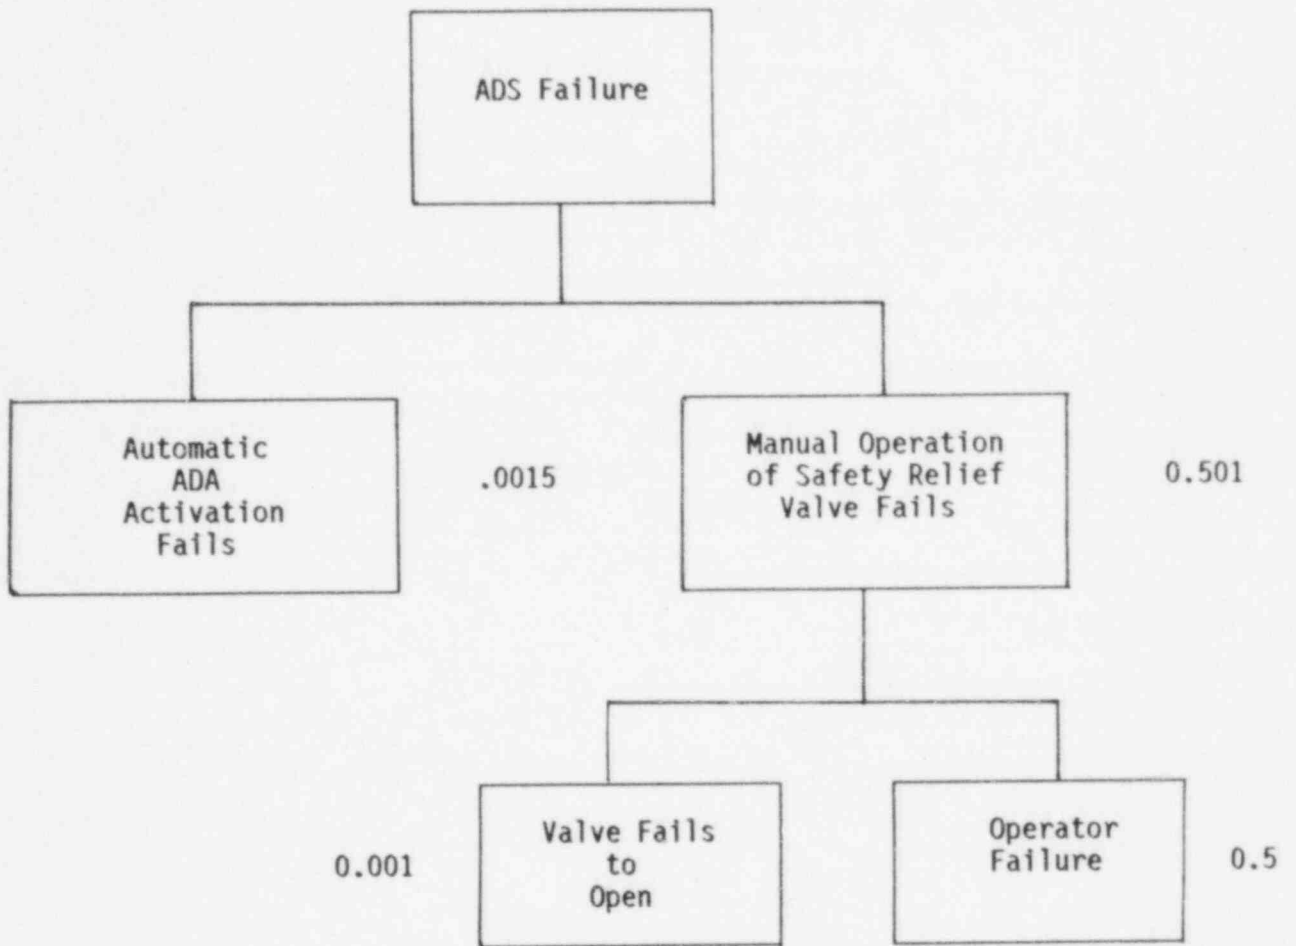 ADS Failure
Automatic
ADA
Activation
Fails
.0015
Manual Operation
of Safety Relief
Valve Fails
0.501
0.001
Valve Fails
to
Open
Operator
Failure
0.5